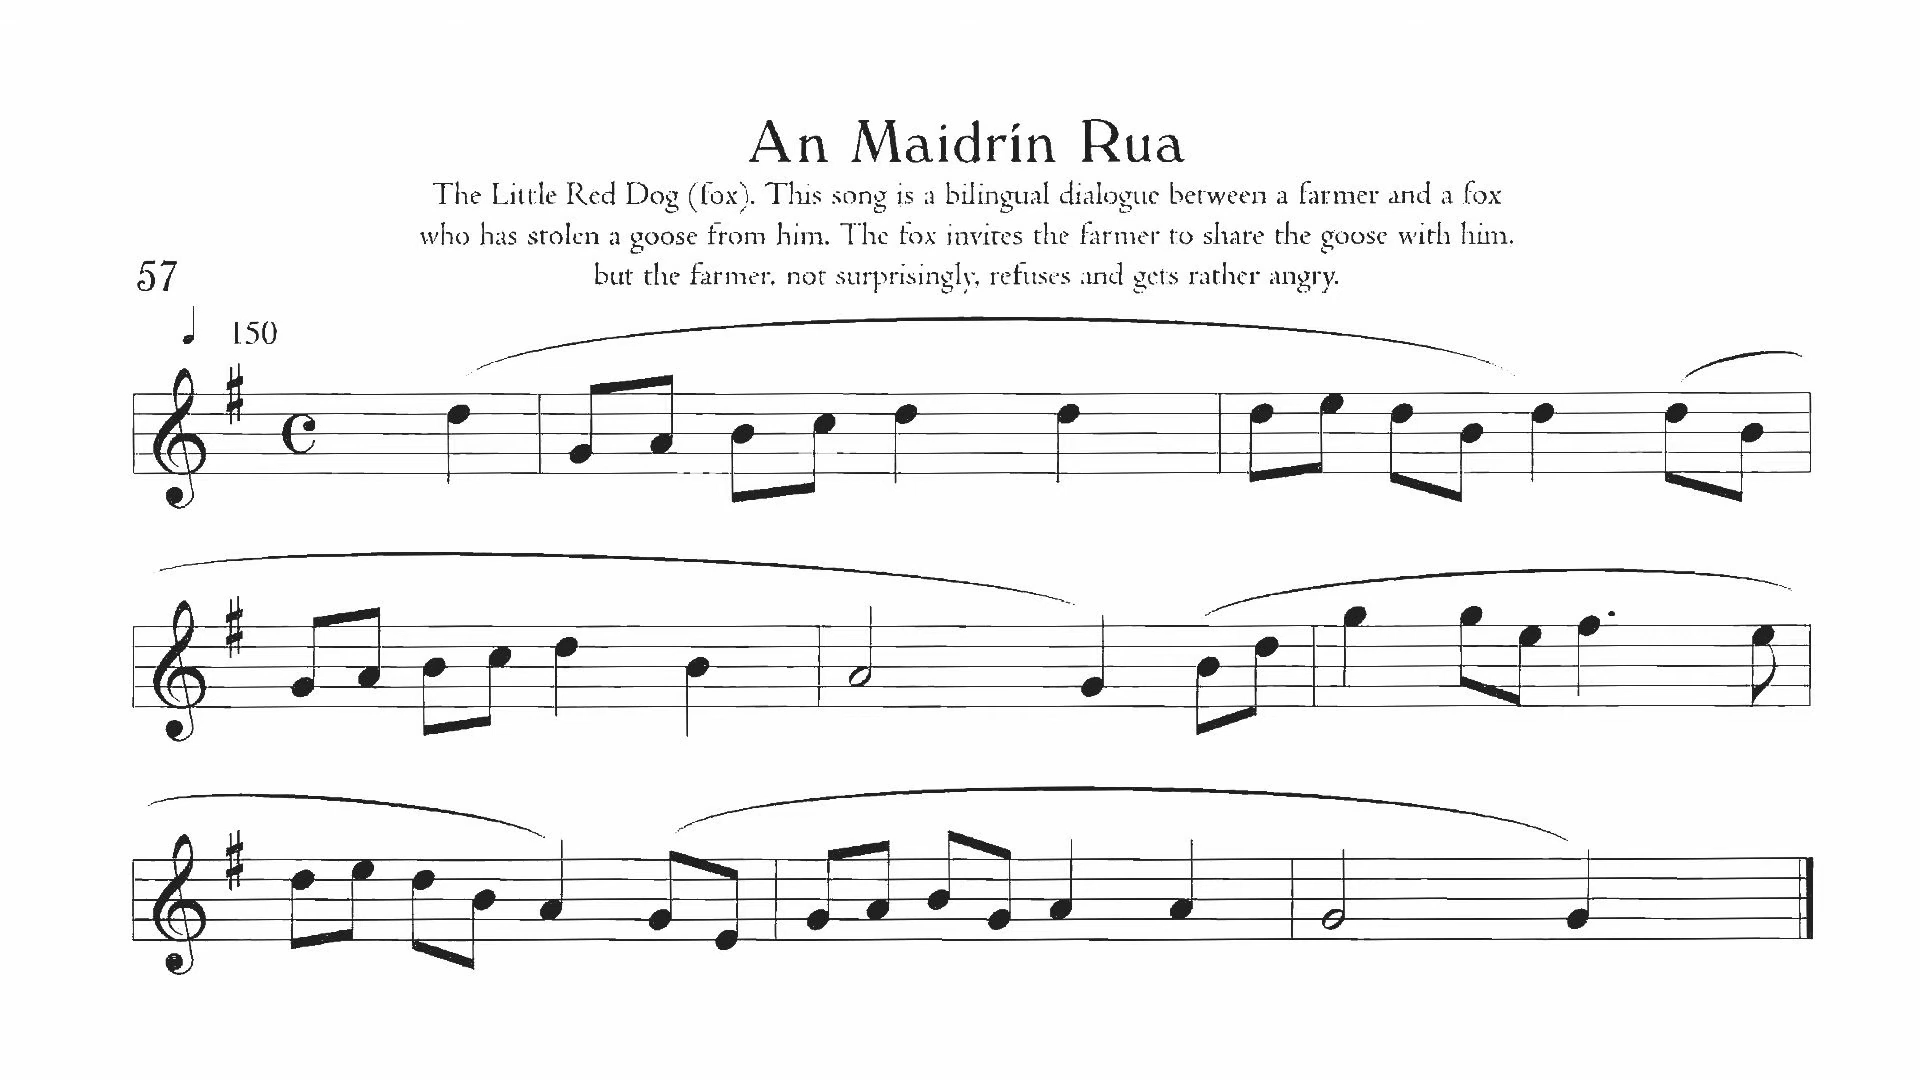 An Maidrín Rua
The Little Red Dog (fox). This song is a bilingual dialogue between a farmer and a fox
who has stolen a goose from him. The fox invites the farmer to share the goose with him.
but the farmer, not surprisingly, refuses and gets rather angry.
57
150